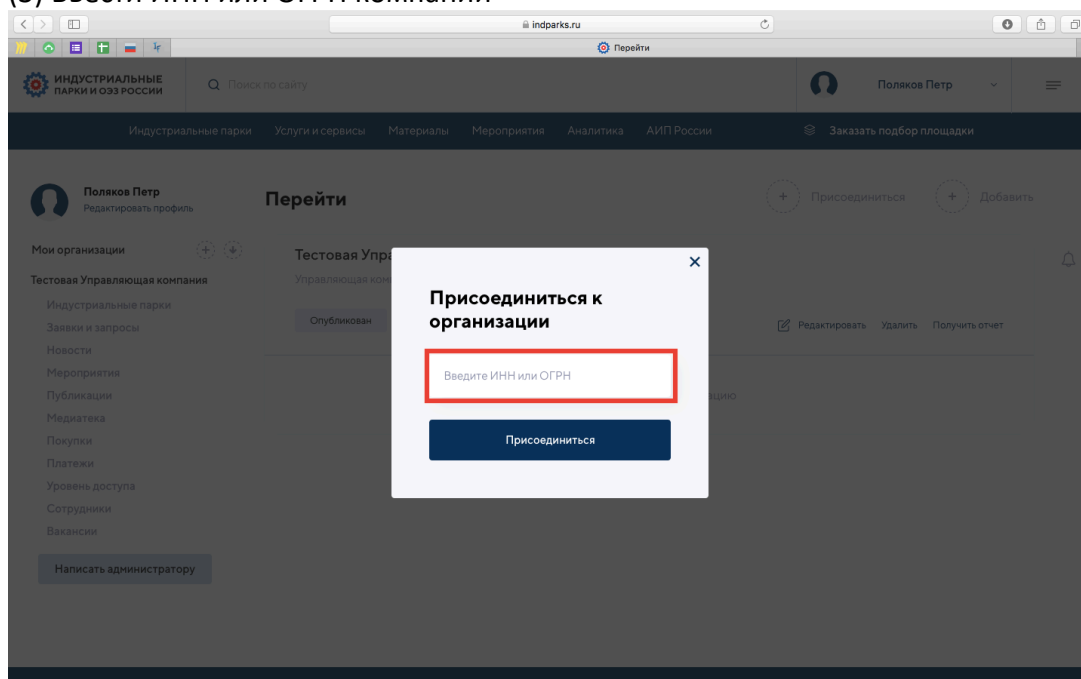 (3) Ввести ИНН или ОГРН компании
indparks.ru
Перейти
ИНДУСТРИАЛЬНЫЕ
ПАРКИ И ОЭЗ РОССИИ
Поиск по сайту
Поляков Петр
Индустриальные парки Услуги и сервисы Материалы Мероприятия Аналитика АИП России Заказать подбор площадки
Поляков Петр
Редактировать профиль
Перейти
Присоединиться
Добавить
Мои организации
Тестовая Управляющая компания
Индустриальные парки
Заявки и запросы
Новости
Мероприятия
Публикации
Медиатека
Покупки
Платежи
Уровень доступа
Сотрудники
Вакансии
Написать администратору
Тестовая
Управляющая
Опубликован
Редактировать Удалить Получить отчет
Присоединиться к
организации
Введите ИНН или ОГРН
Присоединиться